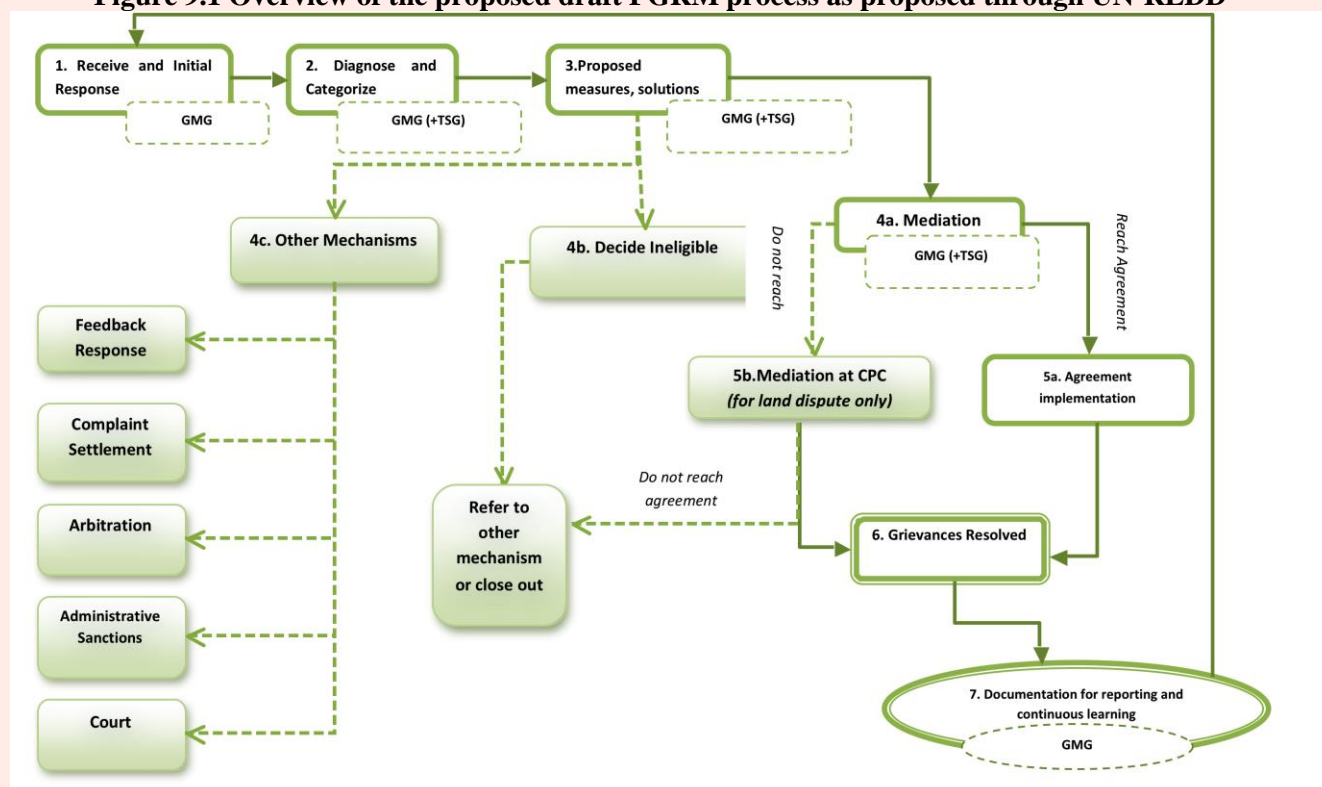 Figure 9.1 Overview of the proposed draft FGRM process as proposed through UN-REDD
1. Receive and Initial
Response
GMG
2. Diagnose and
Categorize
GMG (+TSG)
3.Proposed
measures, solutions
GMG (+TSG)
4a. Mediation
GMG (+TSG)
4c. Other Mechanisms
4b. Decide Ineligible
Do not reach
Reach Agreement
Feedback
Response
5b.Mediation at CPC
(for land dispute only)
5a. Agreement
implementation
Complaint
Settlement
Do not reach
agreement
Refer to
other
mechanism
or close out
Arbitration
6. Grievances Resolved
Administrative
Sanctions
Court
7. Documentation for reporting and
continuous learning
GMG